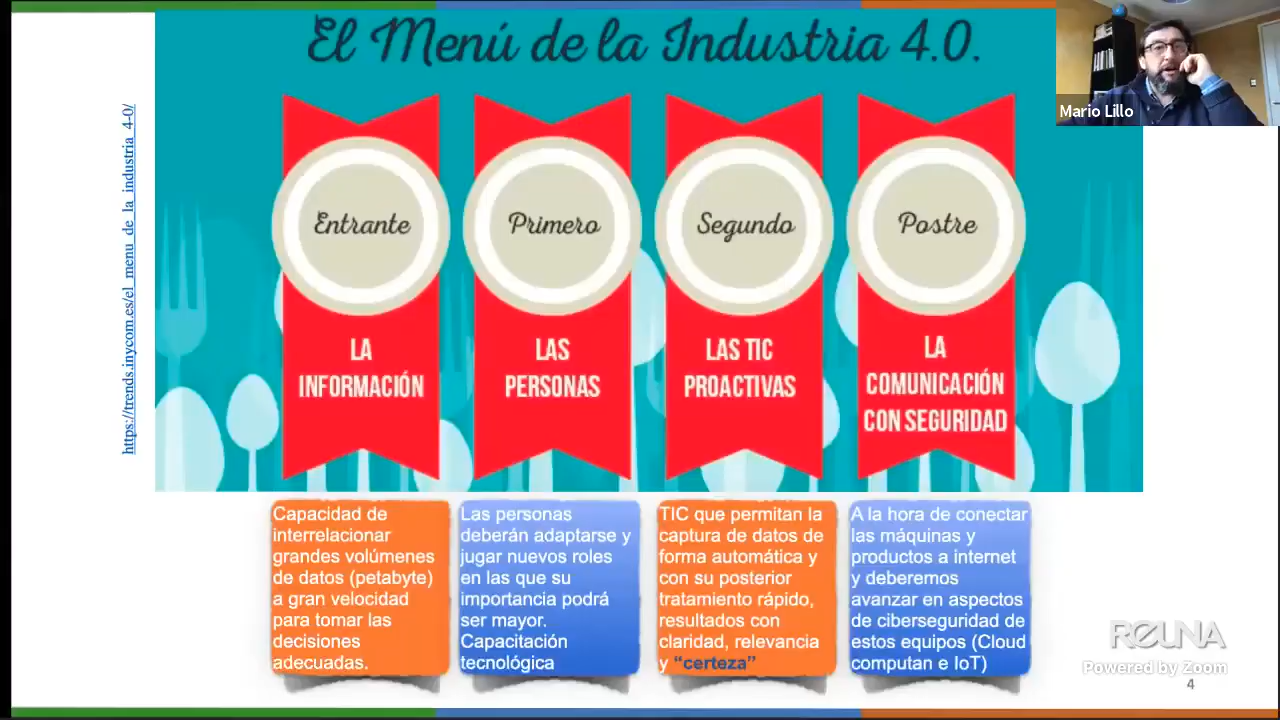 El Menú de la Industria 4.0.
Mario Lillo
https://trends.inycom.es/el_menu_de_la_industria_4-0/
Entrante
Primero
Segundo
Postre
LA
INFORMACIÓN
LAS
PERSONAS
LAS TIC
PROACTIVAS
LA
COMUNICACIÓN
CON SEGURIDAD
Capacidad de
interrelacionar
grandes volúmenes
de datos (petabyte)
a gran velocidad
para tomar las
decisiones
adecuadas.
Las personas
deberán adaptarse y
jugar nuevos roles
en las que su
importancia podrá
ser mayor.
Capacitación
tecnológica
TIC que permitan la
captura de datos de
forma automática y
con su posterior
tratamiento rápido,
resultados con
claridad, relevancia
y “certeza”
A la hora de conectar
las máquinas y
productos a internet
y deberemos
avanzar en aspectos
de ciberseguridad de
estos equipos (Cloud
computan e IoT)
REUNA
Powered by Zoom
4